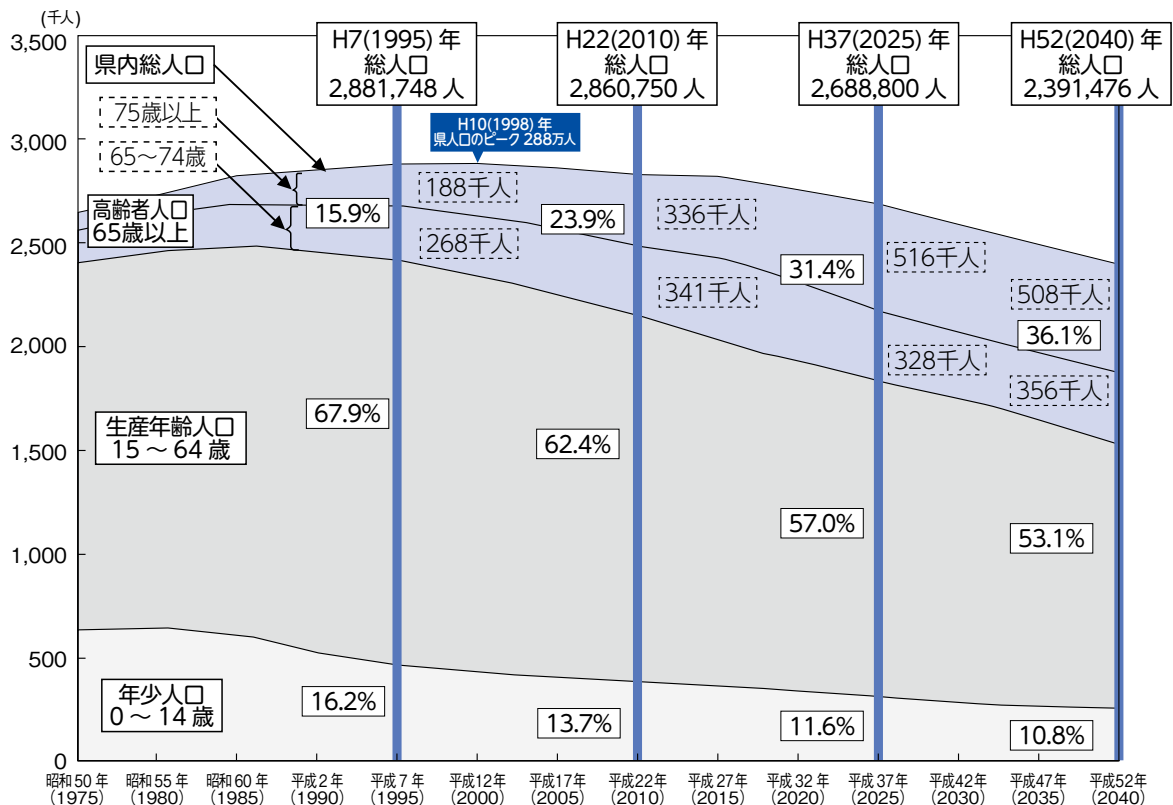 (千人)
3,500
3,000
2,500
2,000
1,500
1,000
500
0
H7(1995) 年
総人口
2,881,748 人
H22(2010) 年
総人口
2,860,750 人
H37(2025) 年
総人口
2,688,800 人
H52(2040) 年
総人口
2,391,476 人
県内総人口
75歳以上
65～74歳
高齢者人口
65歳以上
H10(1998) 年
県人口のピーク 288万人
188千人
15.9%
268千人
23.9%
336千人
341千人
31.4%
516千人
328千人
508千人
36.1%
356千人
生産年齢人口
15 ～ 64 歳
67.9%
62.4%
57.0%
53.1%
年少人口
0 ～ 14 歳
16.2%
13.7%
11.6%
10.8%
昭和50 年
(1975)
昭和55年
(1980)
昭和60 年
(1985)
平成2年
(1990)
平成7年
(1995)
平成12年
(2000)
平成17年
(2005)
平成22年
(2010)
平成27年
(2015)
平成32年
(2020)
平成37年
(2025)
平成42年
(2030)
平成47年
(2035)
平成52年
(2040)